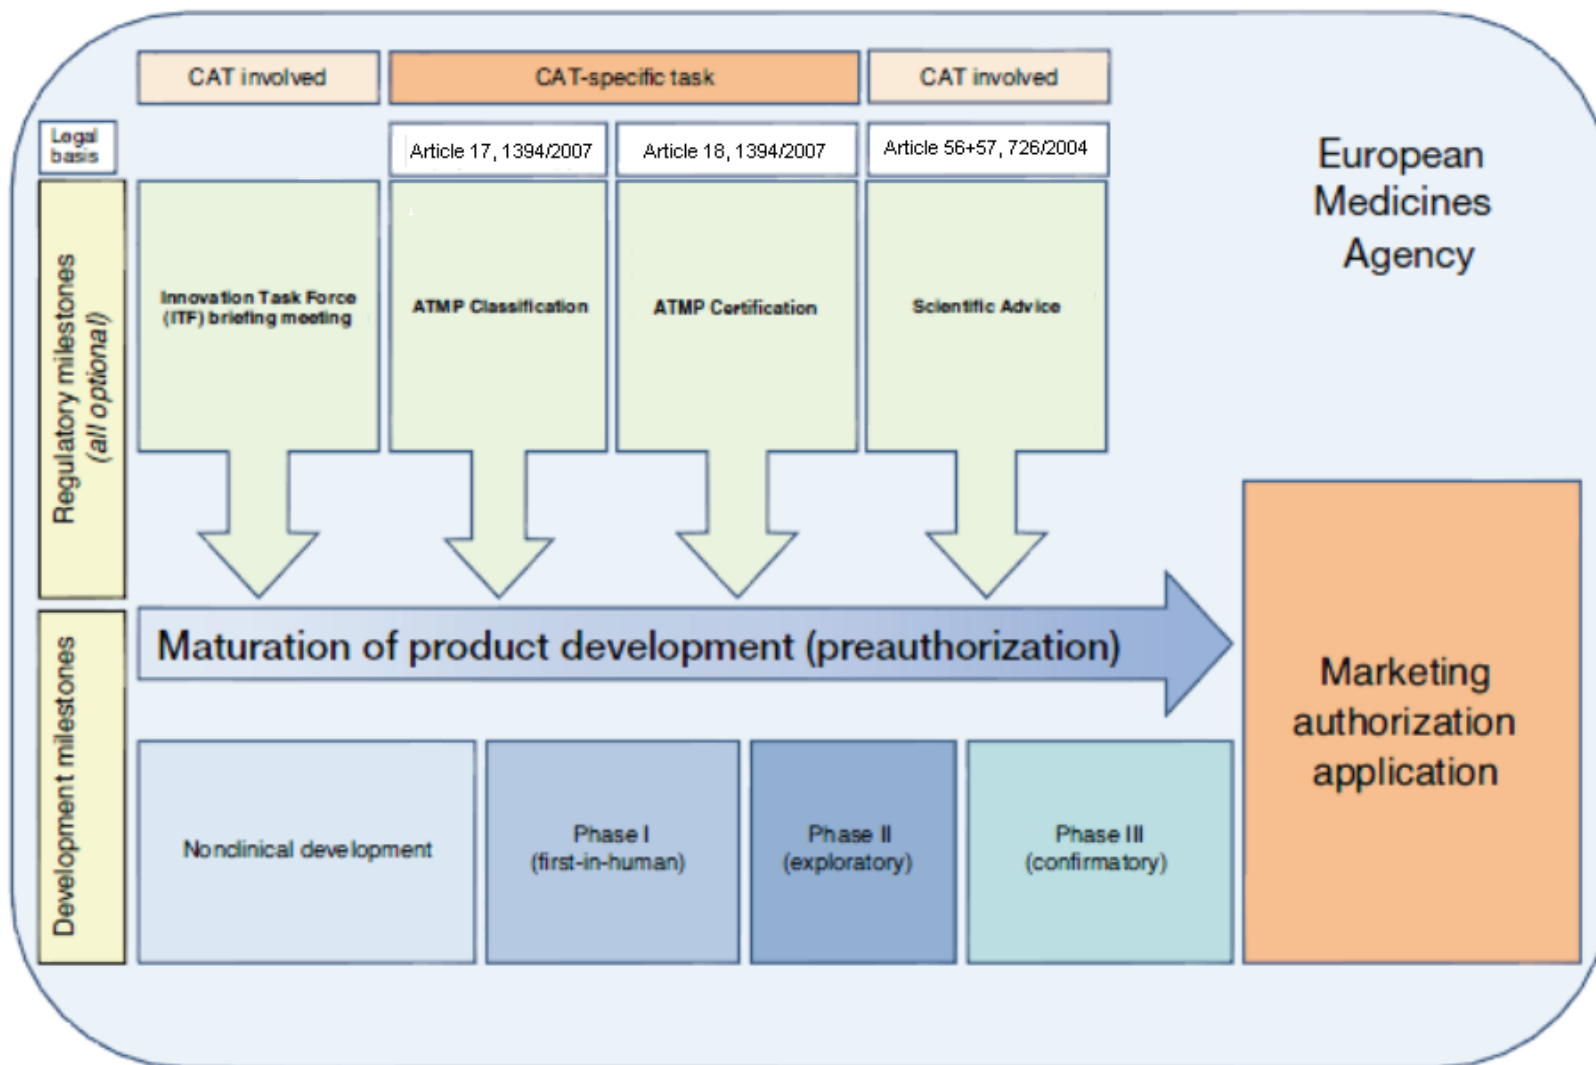 CAT involved
CAT-specific task
CAT involved
Legal
basis
Article 17, 1394/2007
Article 18, 1394/2007
Article 56+57, 726/2004
European
Medicines
Agency
Regulatory milestones
(all optional)
Innovation Task Force
(ITF) briefing meeting
ATMP Classification
ATMP Certification
Scientific Advice
Maturation of product development (preauthorization)
Marketing
authorization
application
Development milestones
Nonclinical development
Phase I
(first-in-human)
Phase II
(exploratory)
Phase III
(confirmatory)